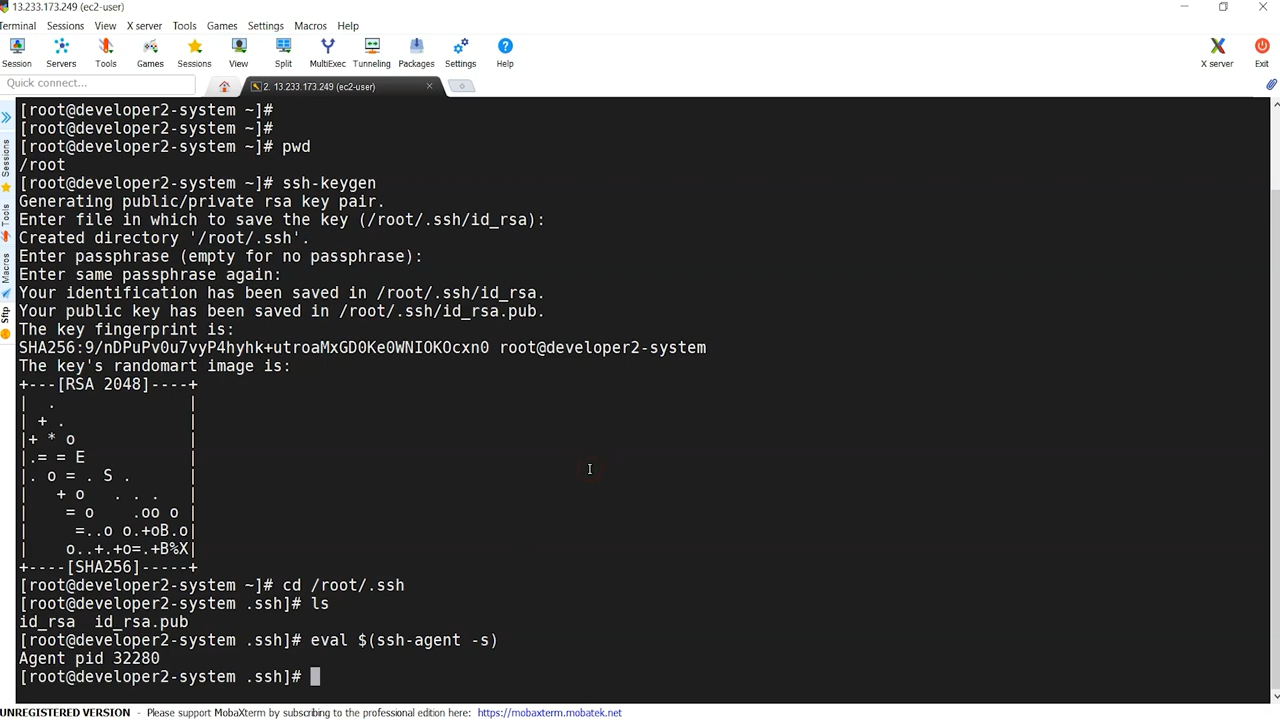 13.233.173.249 (ec2-user)
Terminal Sessions View X server Tools Games Settings Macros Help
Session Servers Tools Games Sessions View Split MultiExec Tunneling Packages Settings Help X server Exit
Quick connect...
2. 13.233.173.249 (ec2-user)
Sessions
Tools
Macros
Sftp
[root@developer2-system ~]#
[root@developer2-system ~]#
[root@developer2-system ~]# pwd
/root
[root@developer2-system ~]# ssh-keygen
Generating public/private rsa key pair.
Enter file in which to save the key (/root/.ssh/id_rsa):
Created directory '/root/.ssh'.
Enter passphrase (empty for no passphrase):
Enter same passphrase again:
Your identification has been saved in /root/.ssh/id_rsa.
Your public key has been saved in /root/.ssh/id_rsa.pub.
The key fingerprint is:
SHA256:9/nDPuPv0u7vyP4hyhk+utroaMxGD0Ke0WNIOKOcxn0 root@developer2-system
The key's randomart image is:
+---[RSA 2048]----+
|  .              |
| + .             |
|+ * o            |
|.= = E           |
|. o = . S .      |
|   + o   . . .   |
|    = o    .oo o |
|     =..o o.+oB.o|
|    o..+.+o=.+B%X|
+----[SHA256]-----+
[root@developer2-system ~]# cd /root/.ssh
[root@developer2-system .ssh]# ls
id_rsa  id_rsa.pub
[root@developer2-system .ssh]# eval $(ssh-agent -s)
Agent pid 32280
[root@developer2-system .ssh]#
UNREGISTERED VERSION - Please support MobaXterm by subscribing to the professional edition here: https://mobaxterm.mobatek.net